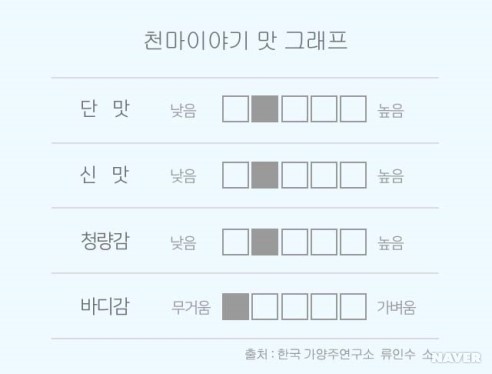 천마이야기 맛 그래프
단 맛 낮음 높음
신 맛 낮음 높음
청량감 낮음 높음
바디감 무거움 가벼움
출처 : 한국 가양주연구소 류인수 소
NAVER